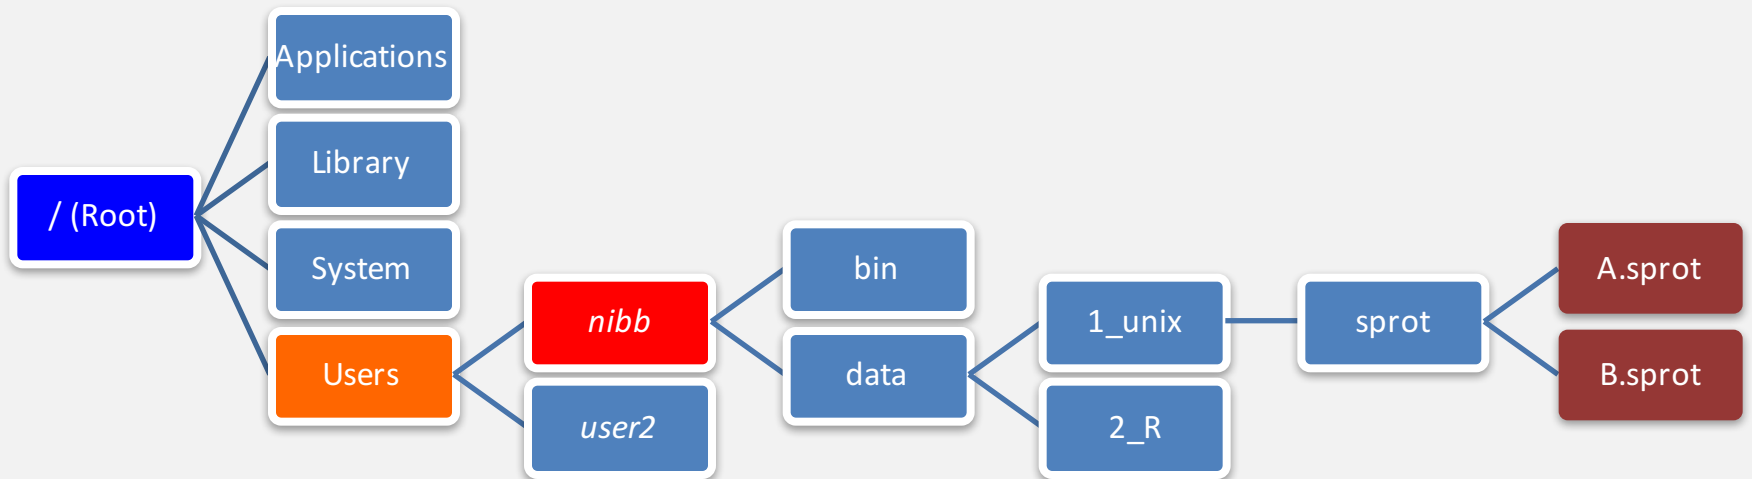 / (Root)
Applications
Library
System
Users
nibb
user2
bin
data
1_unix
2_R
sprot
A.sprot
B.sprot